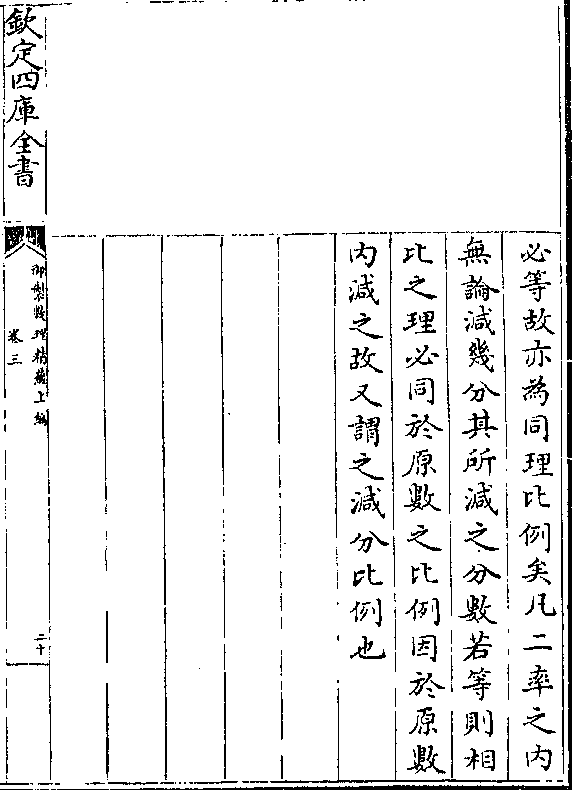 必等故亦為同理比例矣凡二率之内
無論減幾分其所減之分數若等則相
比之理必同於原數之比例因於原數
内減之故又謂之減分比例也
欽定四庫全書
御製數理精蘊上編
卷三
二十